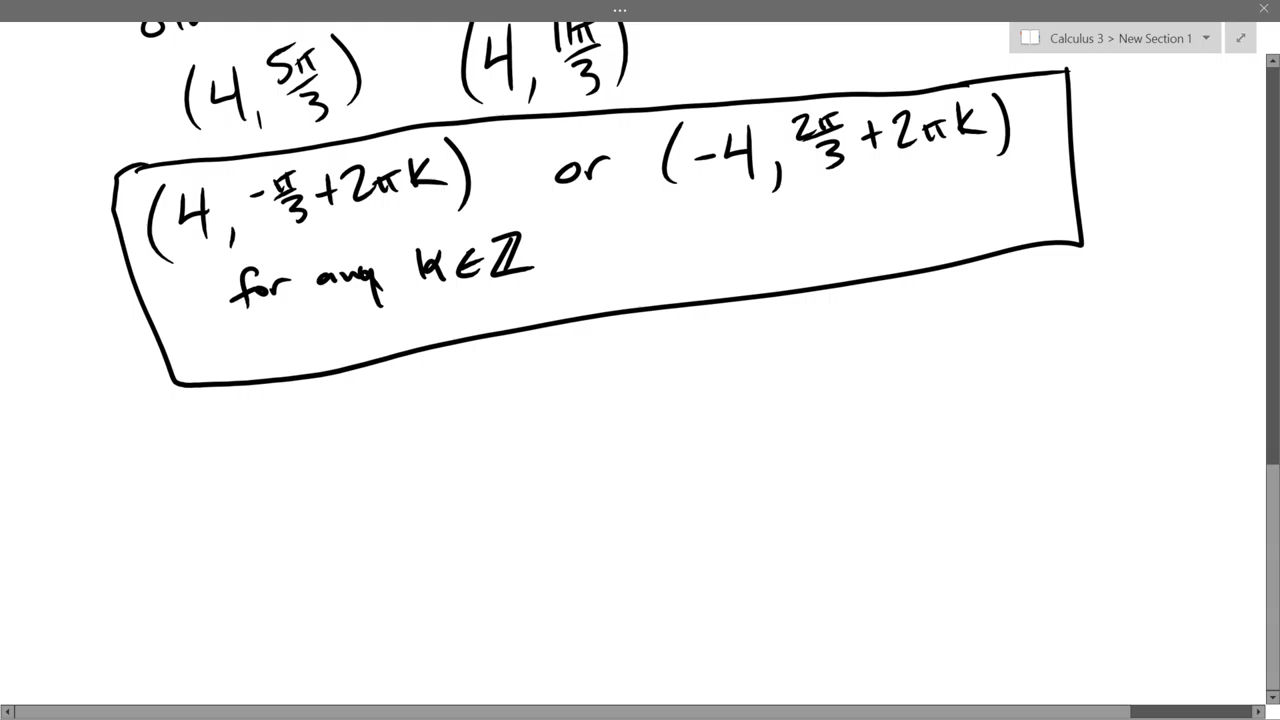 Calculus 3 > New Section 1
(4, 5π/3) (4, 11π/3)
(4, -π/3 + 2πk) or (-4, 2π/3 + 2πk)
for any k∈ℤ